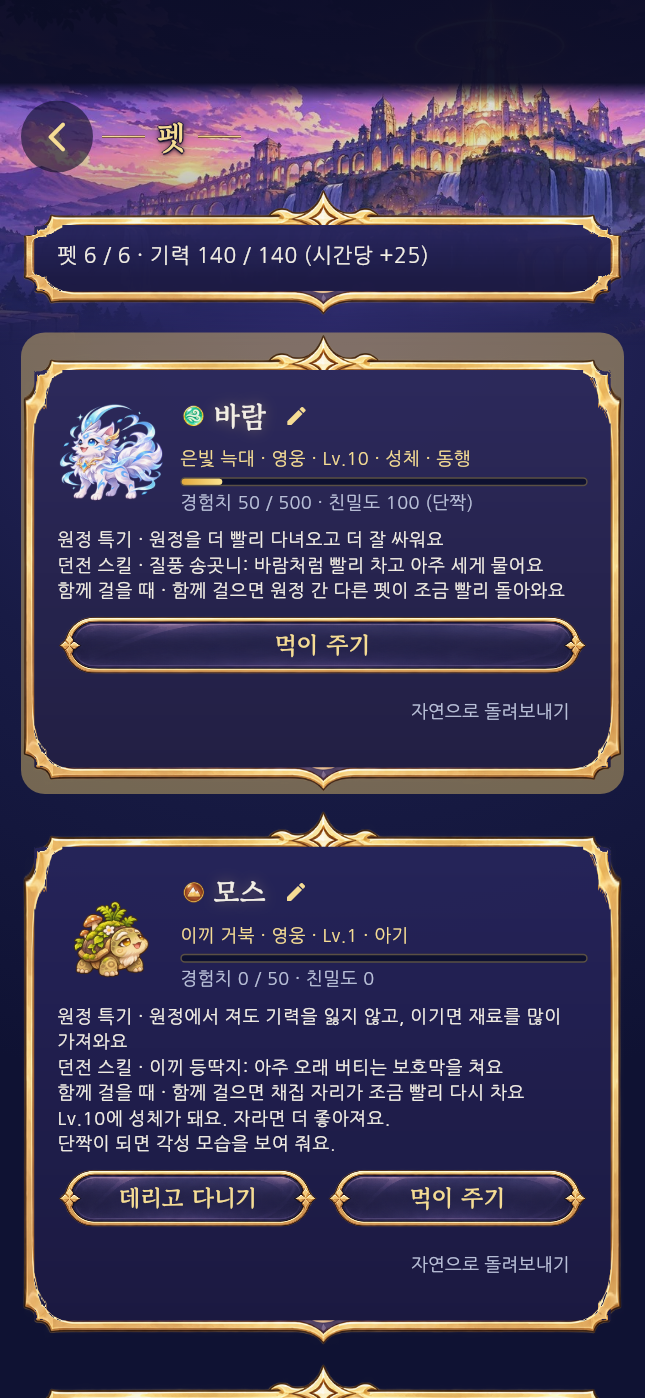 펫
펫 6 / 6 · 기력 140 / 140 (시간당 +25)
바람
은빛 늑대 · 영웅 · Lv.10 · 성체 · 동행
경험치 50 / 500 · 친밀도 100 (단짝)
원정 특기 · 원정을 더 빨리 다녀오고 더 잘 싸워요
던전 스킬 · 질풍 송곳니: 바람처럼 빨리 차고 아주 세게 물어요
함께 걸을 때 · 함께 걸으면 원정 간 다른 펫이 조금 빨리 돌아와요
먹이 주기
자연으로 돌려보내기
모스
이끼 거북 · 영웅 · Lv.1 · 아기
경험치 0 / 50 · 친밀도 0
원정 특기 · 원정에서 져도 기력을 잃지 않고, 이기면 재료를 많이
가져와요
던전 스킬 · 이끼 등딱지: 아주 오래 버티는 보호막을 쳐요
함께 걸을 때 · 함께 걸으면 채집 자리가 조금 빨리 다시 차요
Lv.10에 성체가 돼요. 자라면 더 좋아져요.
단짝이 되면 각성 모습을 보여 줘요.
데리고 다니기
먹이 주기
자연으로 돌려보내기